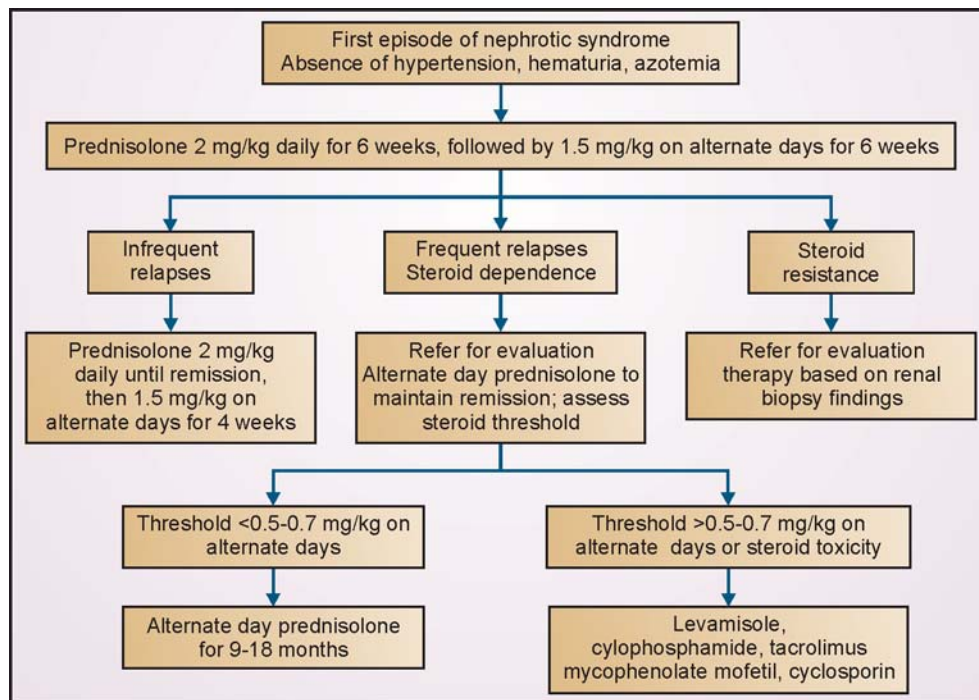 First episode of nephrotic syndrome
Absence of hypertension, hematuria, azotemia
Prednisolone 2 mg/kg daily for 6 weeks, followed by 1.5 mg/kg on alternate days for 6 weeks
Infrequent
relapses
Frequent relapses
Steroid dependence
Steroid
resistance
Prednisolone 2 mg/kg
daily until remission,
then 1.5 mg/kg on
alternate days for 4 weeks
Refer for evaluation
Alternate day prednisolone to
maintain remission; assess
steroid threshold
Refer for evaluation
therapy based on renal
biopsy findings
Threshold <0.5-0.7 mg/kg on
alternate days
Threshold >0.5-0.7 mg/kg on
alternate days or steroid toxicity
Alternate day prednisolone
for 9-18 months
Levamisole,
cylophosphamide, tacrolimus
mycophenolate mofetil, cyclosporin